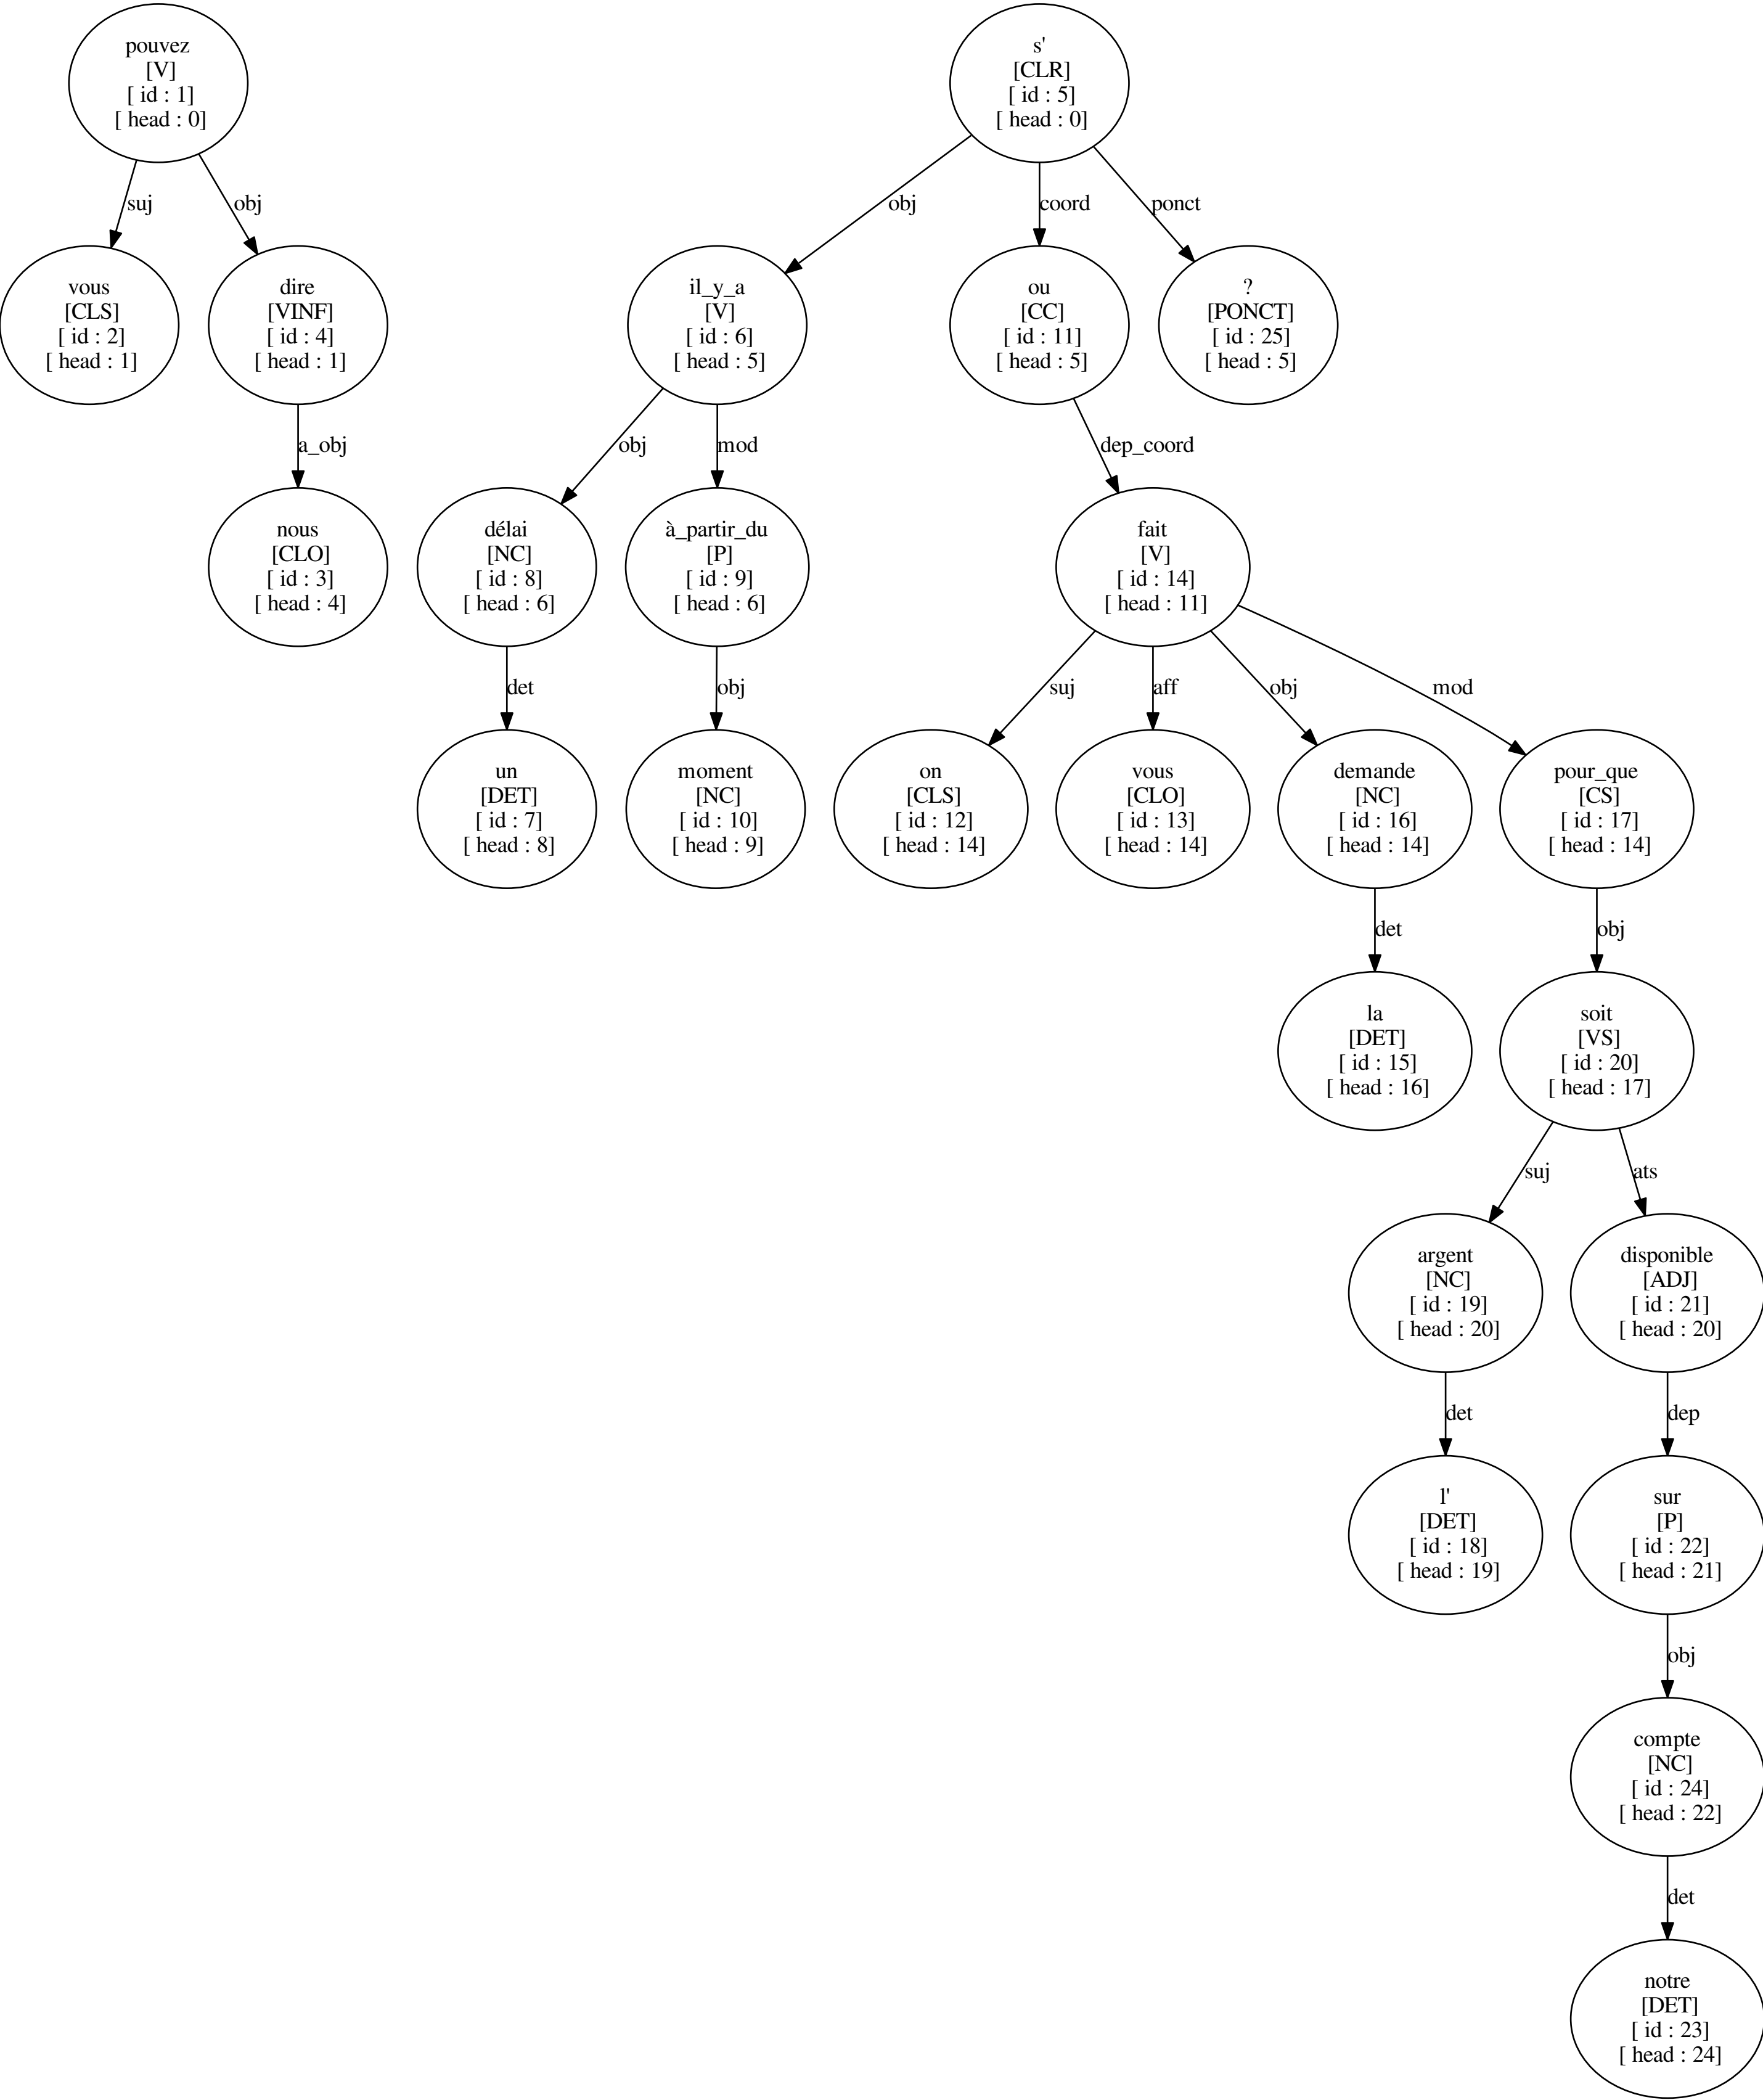 pouvez
[V]
[ id : 1]
[ head : 0]
s'
[CLR]
[ id : 5]
[ head : 0]
suj
obj
obj
coord
ponct
vous
[CLS]
[ id : 2]
[ head : 1]
dire
[VINF]
[ id : 4]
[ head : 1]
il_y_a
[V]
[ id : 6]
[ head : 5]
ou
[CC]
[ id : 11]
[ head : 5]
?
[PONCT]
[ id : 25]
[ head : 5]
a_obj
obj
mod
dep_coord
nous
[CLO]
[ id : 3]
[ head : 4]
délai
[NC]
[ id : 8]
[ head : 6]
à_partir_du
[P]
[ id : 9]
[ head : 6]
fait
[V]
[ id : 14]
[ head : 11]
det
obj
suj
aff
obj
mod
un
[DET]
[ id : 7]
[ head : 8]
moment
[NC]
[ id : 10]
[ head : 9]
on
[CLS]
[ id : 12]
[ head : 14]
vous
[CLO]
[ id : 13]
[ head : 14]
demande
[NC]
[ id : 16]
[ head : 14]
pour_que
[CS]
[ id : 17]
[ head : 14]
det
obj
la
[DET]
[ id : 15]
[ head : 16]
soit
[VS]
[ id : 20]
[ head : 17]
suj
ats
argent
[NC]
[ id : 19]
[ head : 20]
disponible
[ADJ]
[ id : 21]
[ head : 20]
det
dep
l'
[DET]
[ id : 18]
[ head : 19]
sur
[P]
[ id : 22]
[ head : 21]
obj
compte
[NC]
[ id : 24]
[ head : 22]
det
notre
[DET]
[ id : 23]
[ head : 24]